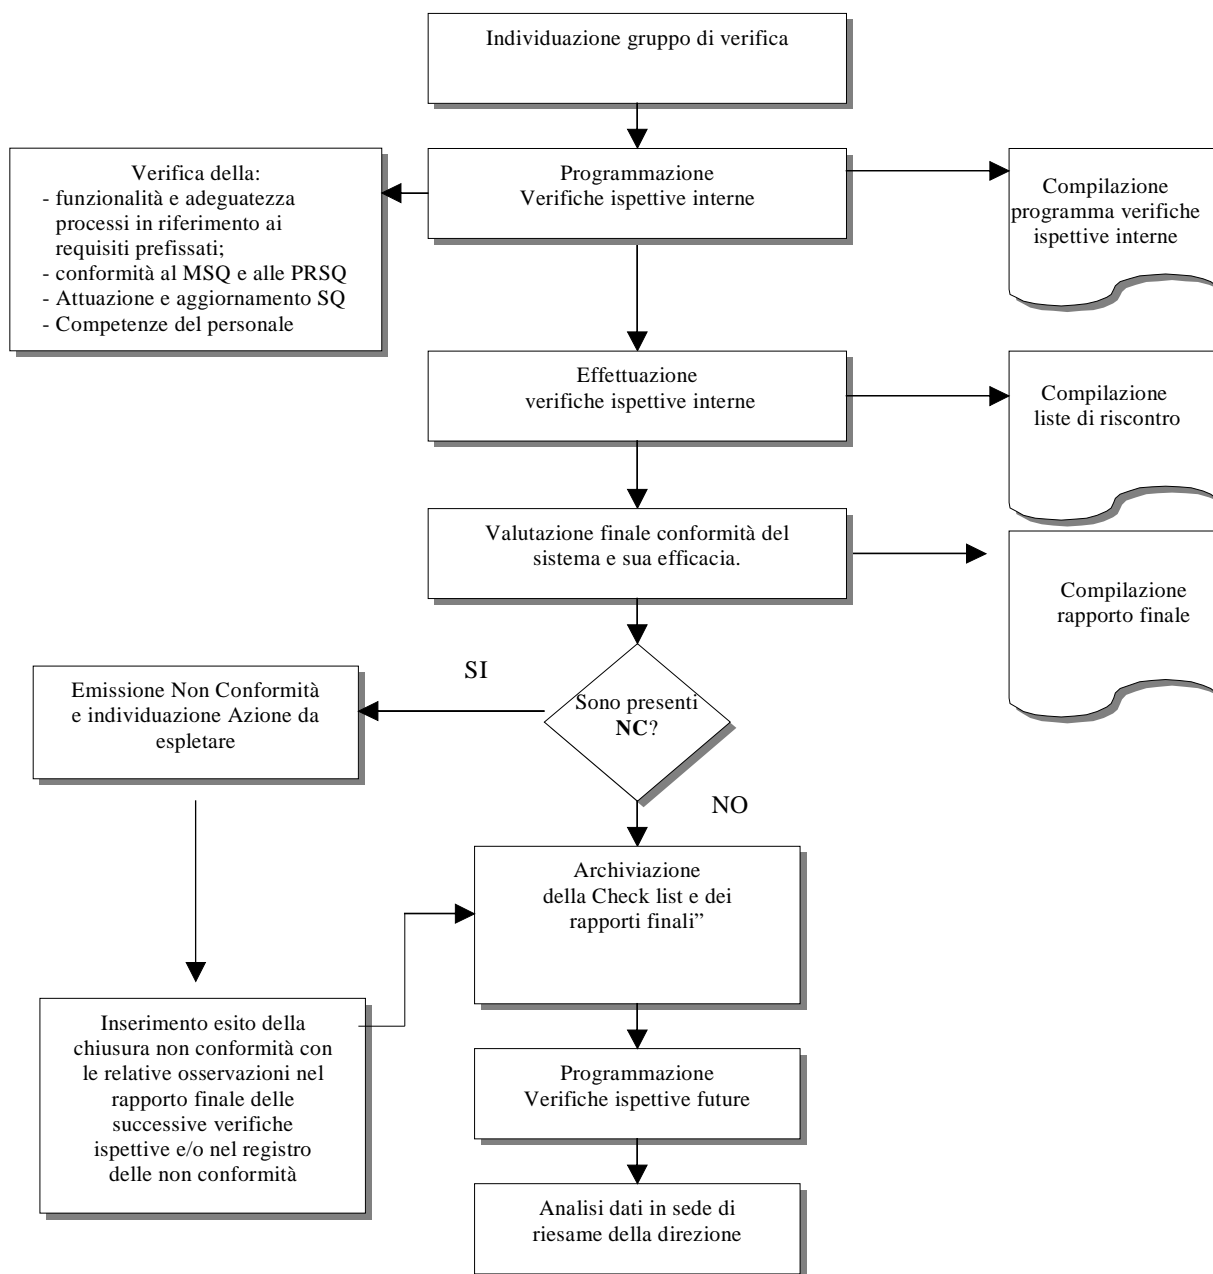 Individuazione gruppo di verifica
Verifica della:
- funzionalità e adeguatezza
processi in riferimento ai
requisiti prefissati;
- conformità al MSQ e alle PRSQ
- Attuazione e aggiornamento SQ
- Competenze del personale
Programmazione
Verifiche ispettive interne
Compilazione
programma verifiche
ispettive interne
Effettuazione
verifiche ispettive interne
Compilazione
liste di riscontro
Valutazione finale conformità del
sistema e sua efficacia.
Compilazione
rapporto finale
SI
Emissione Non Conformità
e individuazione Azione da
espletare
Sono presenti
NC?
NO
Archiviazione
della Check list e dei
rapporti finali”
Inserimento esito della
chiusura non conformità con
le relative osservazioni nel
rapporto finale delle
successive verifiche
ispettive e/o nel registro
delle non conformità
Programmazione
Verifiche ispettive future
Analisi dati in sede di
riesame della direzione